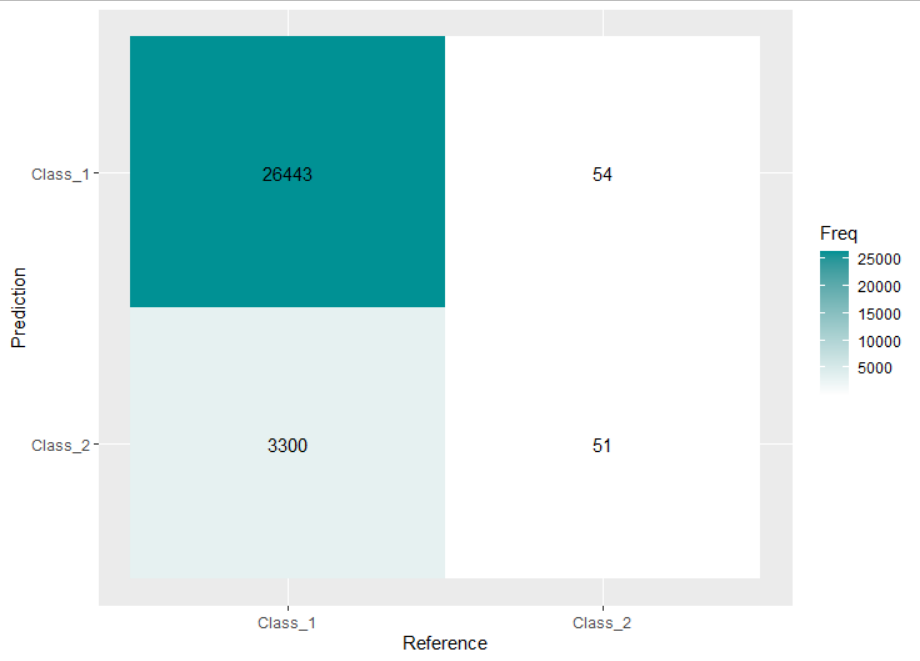 Prediction
Class_1
26443
54
Class_2
3300
51
Class_1
Class_2
Reference
Freq
25000
20000
15000
10000
5000